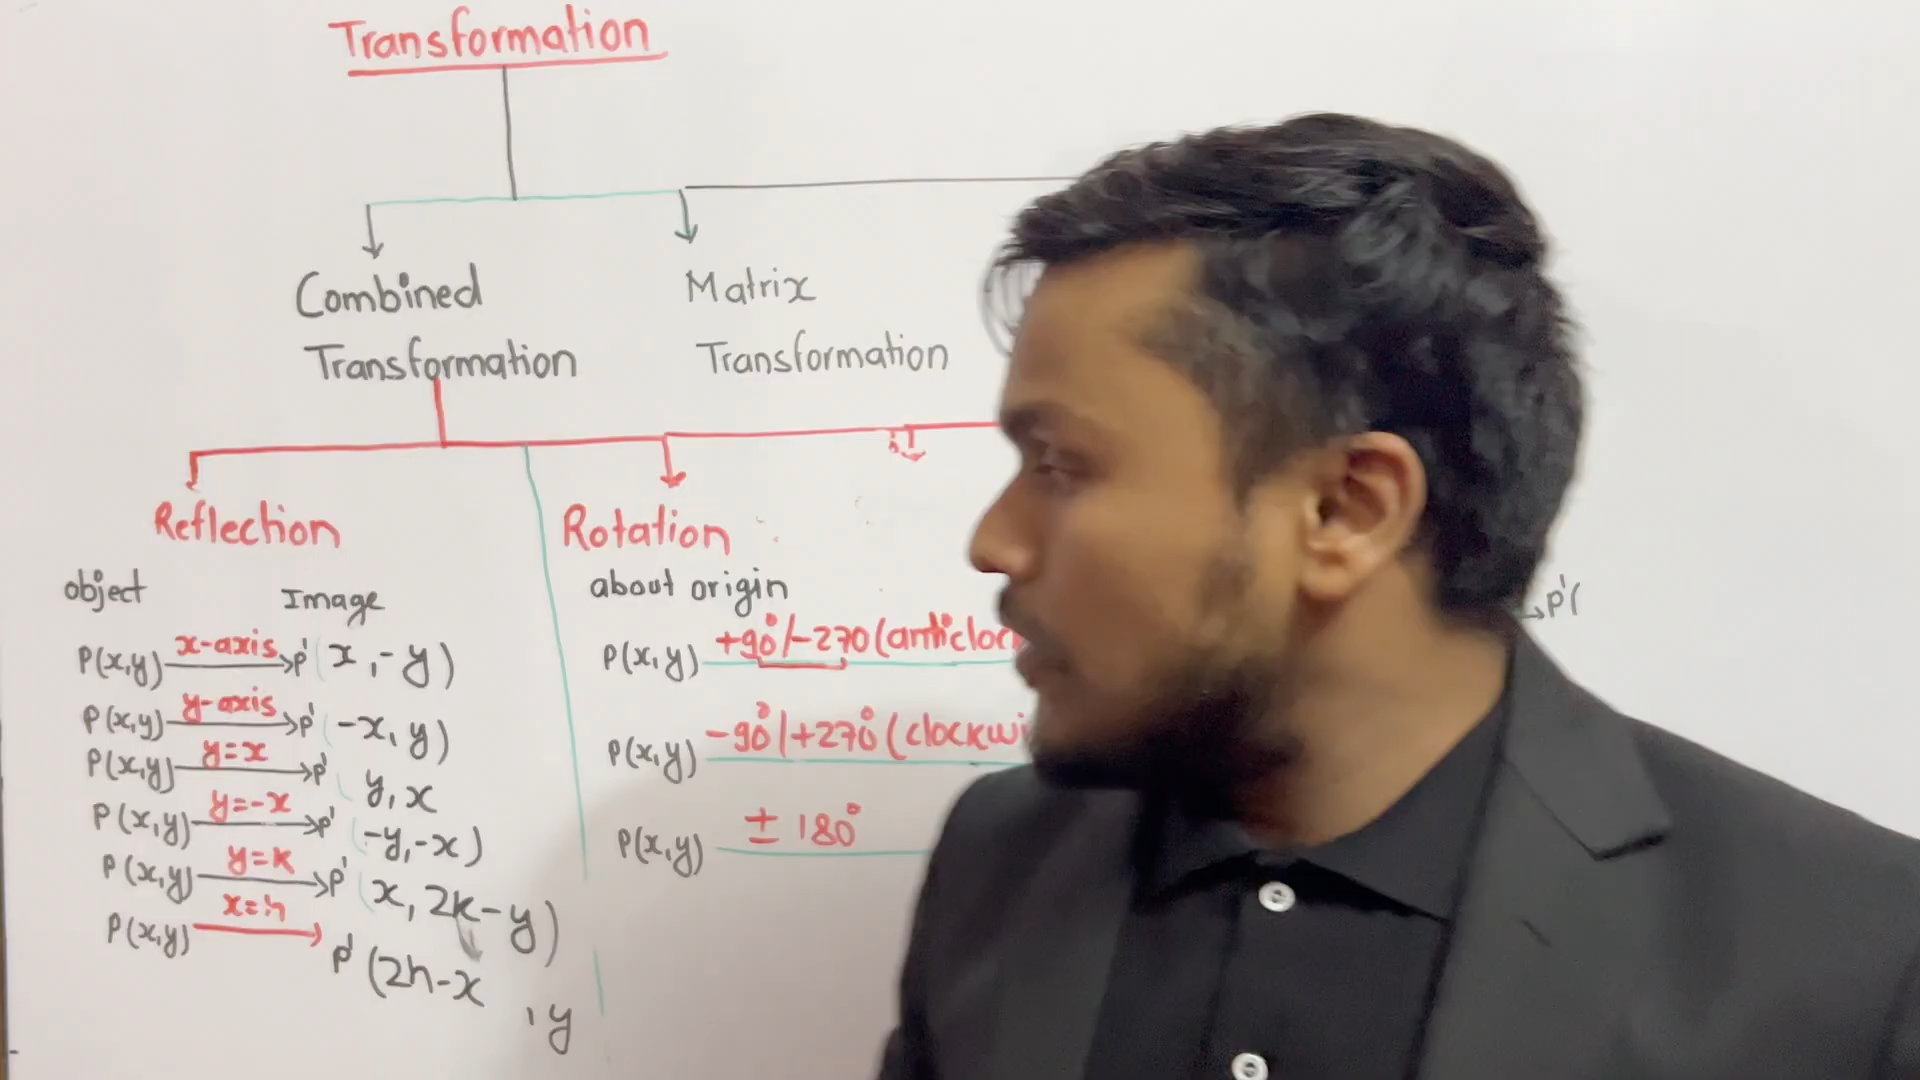 Transformation
Combined
Transformation
Matrix
Transformation
Reflection
object Image
P(x,y) x-axis P' (x,-y)
P(x,y) y-axis P' (-x, y)
P(x,y) y=x P' (y, x
P(x,y) y=-x P' (-y,-x)
P(x,y) y=k P' (x, 2k-y)
P(x,y) x=h P' (2h-x
, y
Rotation
about origin
P(x,y) +90°/-270 (anticlock
P(x,y) -90°/+270° (clockwi
P(x,y) ± 180°
P'(